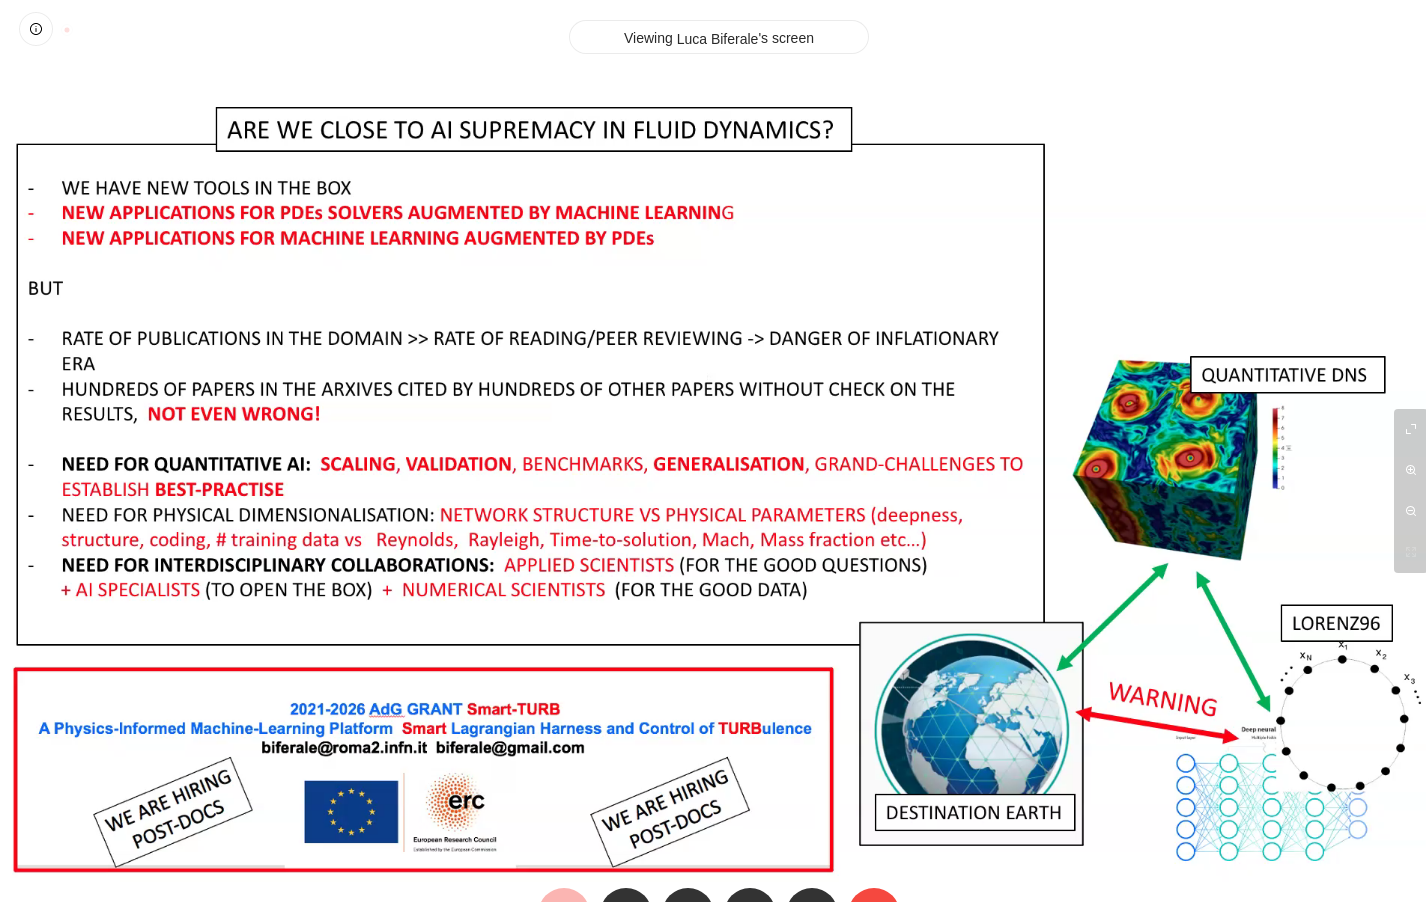 Viewing Luca Biferale's screen
ARE WE CLOSE TO AI SUPREMACY IN FLUID DYNAMICS?
- WE HAVE NEW TOOLS IN THE BOX
- NEW APPLICATIONS FOR PDEs SOLVERS AUGMENTED BY MACHINE LEARNING
- NEW APPLICATIONS FOR MACHINE LEARNING AUGMENTED BY PDEs
BUT
- RATE OF PUBLICATIONS IN THE DOMAIN >> RATE OF READING/PEER REVIEWING -> DANGER OF INFLATIONARY
ERA
- HUNDREDS OF PAPERS IN THE ARXIVES CITED BY HUNDREDS OF OTHER PAPERS WITHOUT CHECK ON THE
RESULTS, NOT EVEN WRONG!
- NEED FOR QUANTITATIVE AI: SCALING, VALIDATION, BENCHMARKS, GENERALISATION, GRAND-CHALLENGES TO
ESTABLISH BEST-PRACTISE
- NEED FOR PHYSICAL DIMENSIONALISATION: NETWORK STRUCTURE VS PHYSICAL PARAMETERS (deepness,
structure, coding, # training data vs Reynolds, Rayleigh, Time-to-solution, Mach, Mass fraction etc...)
- NEED FOR INTERDISCIPLINARY COLLABORATIONS: APPLIED SCIENTISTS (FOR THE GOOD QUESTIONS)
+ AI SPECIALISTS (TO OPEN THE BOX) + NUMERICAL SCIENTISTS (FOR THE GOOD DATA)
QUANTITATIVE DNS
LORENZ96
x1
xN
x2
x3
WARNING
Deep neural
DESTINATION EARTH
2021-2026 AdG GRANT Smart-TURB
A Physics-Informed Machine-Learning Platform Smart Lagrangian Harness and Control of TURBulence
biferale@roma2.infn.it biferale@gmail.com
WE ARE HIRING
POST-DOCS
erc
European Research Council
Established by the European Commission
WE ARE HIRING
POST-DOCS